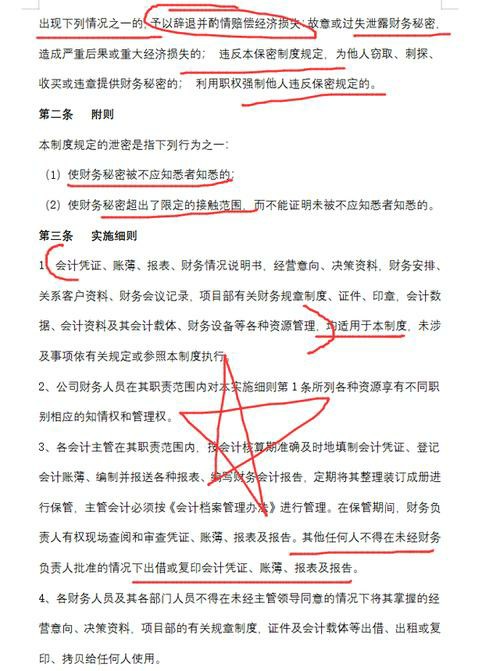 出现下列情况之一的,予以辞退并酌情赔偿经济损失:故意或过失泄露财务秘密,
造成严重后果或重大经济损失的; 违反本保密制度规定,为他人窃取、刺探、
收买或违章提供财务秘密的; 利用职权强制他人违反保密规定的。
第二条 附则
本制度规定的泄密是指下列行为之一:
(1)使财务秘密被不应知悉者知悉的;
(2)使财务秘密超出了限定的接触范围,而不能证明未被不应知悉者知悉的。
第三条 实施细则
1、会计凭证、账薄、报表、财务情况说明书,经营意向、决策资料,财务安排、
关系客户资料、财务会议记录,项目部有关财务规章制度、证件、印章,会计数
据、会计资料及其会计载体、财务设备等各种资源管理,均适用于本制度,未涉
及事项依有关规定或参照本制度执行。
2、公司财务人员在其职责范围内对本实施细则第 1 条所列各种资源享有不同职
别相应的知情权和管理权。
3、各会计主管在其职责范围内,按会计核算期准确及时地填制会计凭证、登记
会计账薄、编制并报送各种报表、编写财务会计报告,定期将其整理装订成册进
行保管,主管会计必须按《会计档案管理办法》进行管理。在保管期间,财务负
责人有权现场查阅和审查凭证、账薄、报表及报告。其他任何人不得在未经财务
负责人批准的情况下出借或复印会计凭证、账薄、报表及报告。
4、各财务人员及其各部门人员不得在未经主管领导同意的情况下将其掌握的经
营意向、决策资料,项目部的有关规章制度,证件及会计载体等出借、出租或复
印、拷贝给任何人使用。